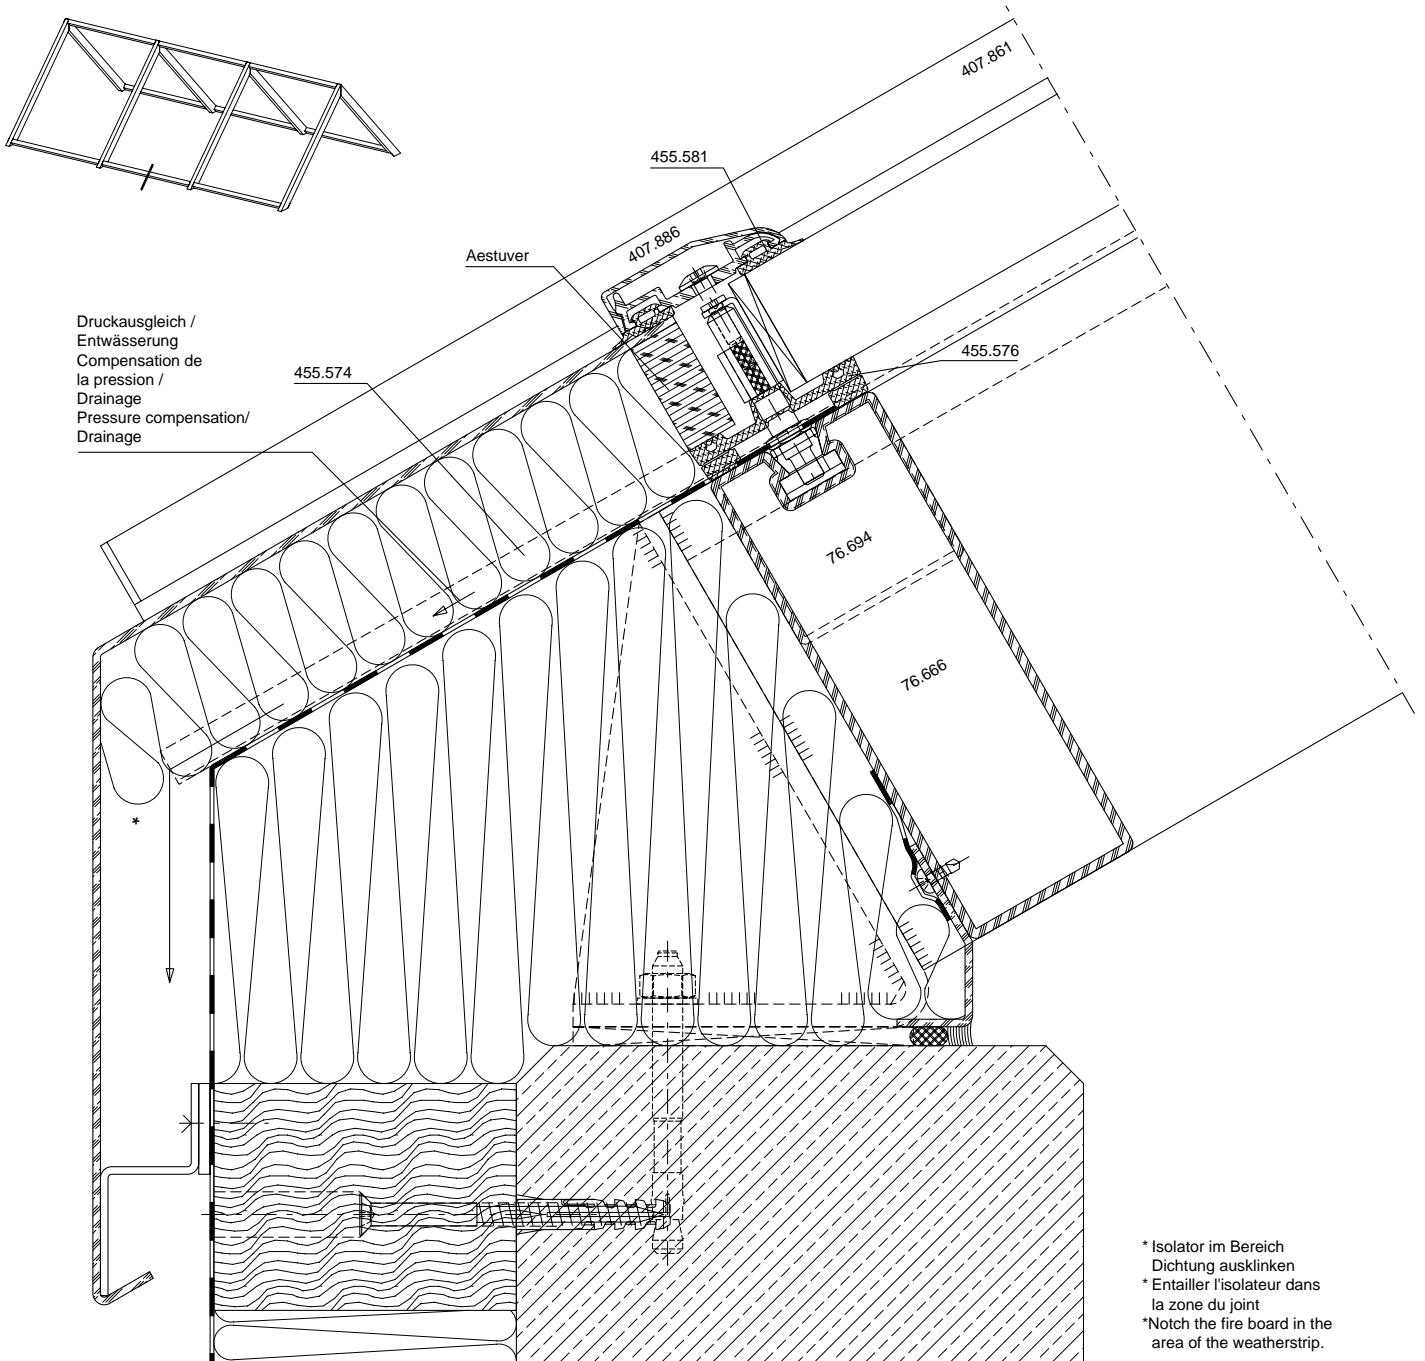 407.861
455.581
407.886
Aestuver
Druckausgleich /
Entwässerung
Compensation de
la pression /
Drainage
Pressure compensation/
Drainage
455.574
455.576
76.694
76.666
*
* Isolator im Bereich
Dichtung ausklinken
* Entailler l'isolateur dans
la zone du joint
*Notch the fire board in the
area of the weatherstrip.